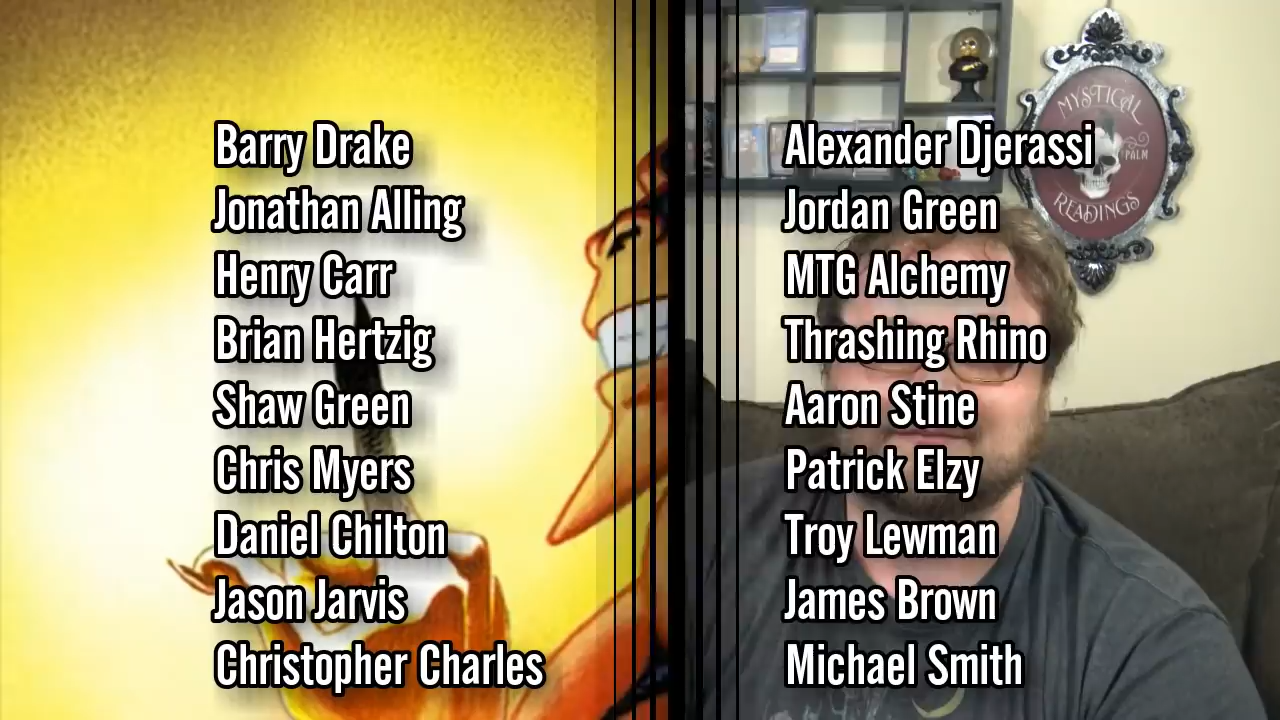 Barry Drake
Jonathan Alling
Henry Carr
Brian Hertzig
Shaw Green
Chris Myers
Daniel Chilton
Jason Jarvis
Christopher Charles
Alexander Djerassi
Jordan Green
MTG Alchemy
Thrashing Rhino
Aaron Stine
Patrick Elzy
Troy Lewman
James Brown
Michael Smith
MYSTICAL
PALM
READINGS